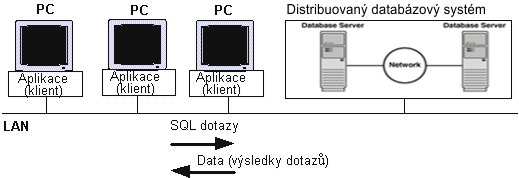 PC
PC
PC
Distribuovaný databázový systém
Database Server
Database Server
Network
Aplikace
(klient)
Aplikace
(klient)
Aplikace
(klient)
LAN
SQL dotazy
Data (výsledky dotazů)